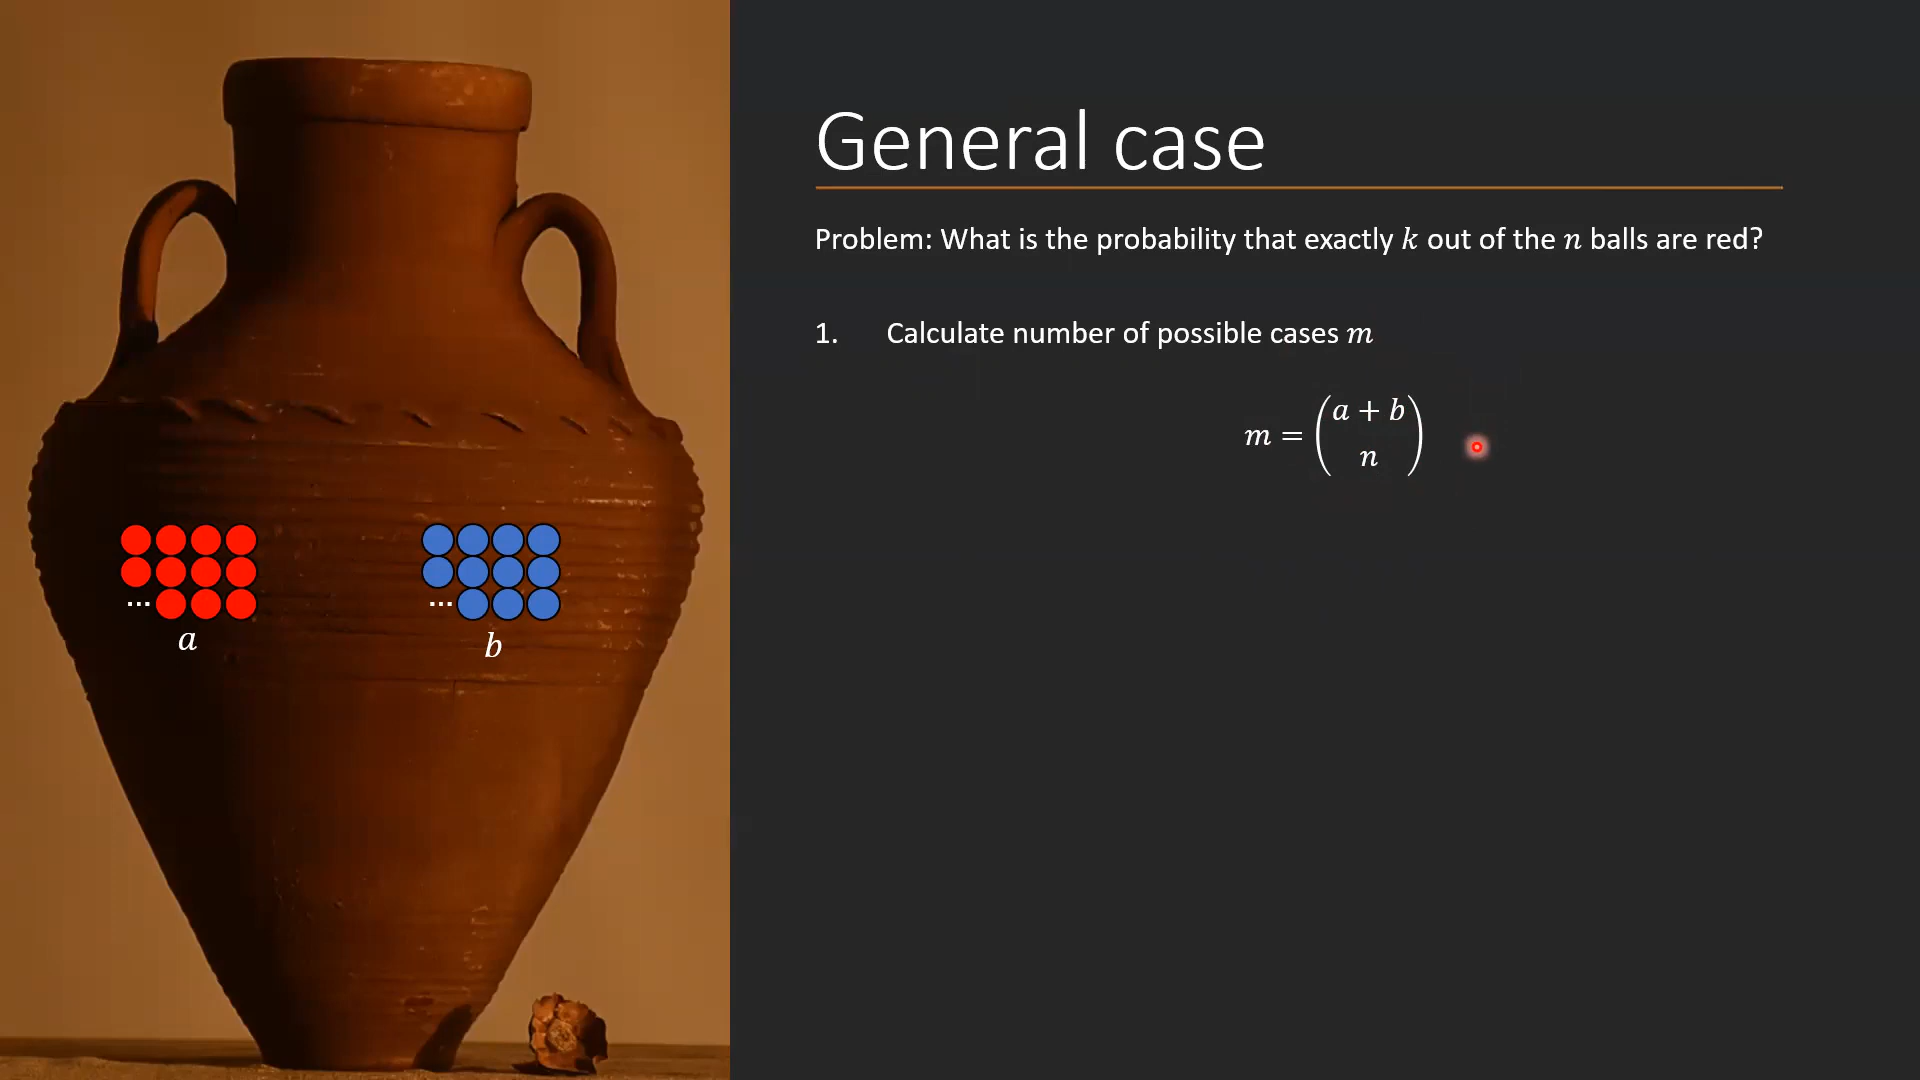 General case
Problem: What is the probability that exactly k out of the n balls are red?
1. Calculate number of possible cases m
m = (a + b
n)
... ...
a b